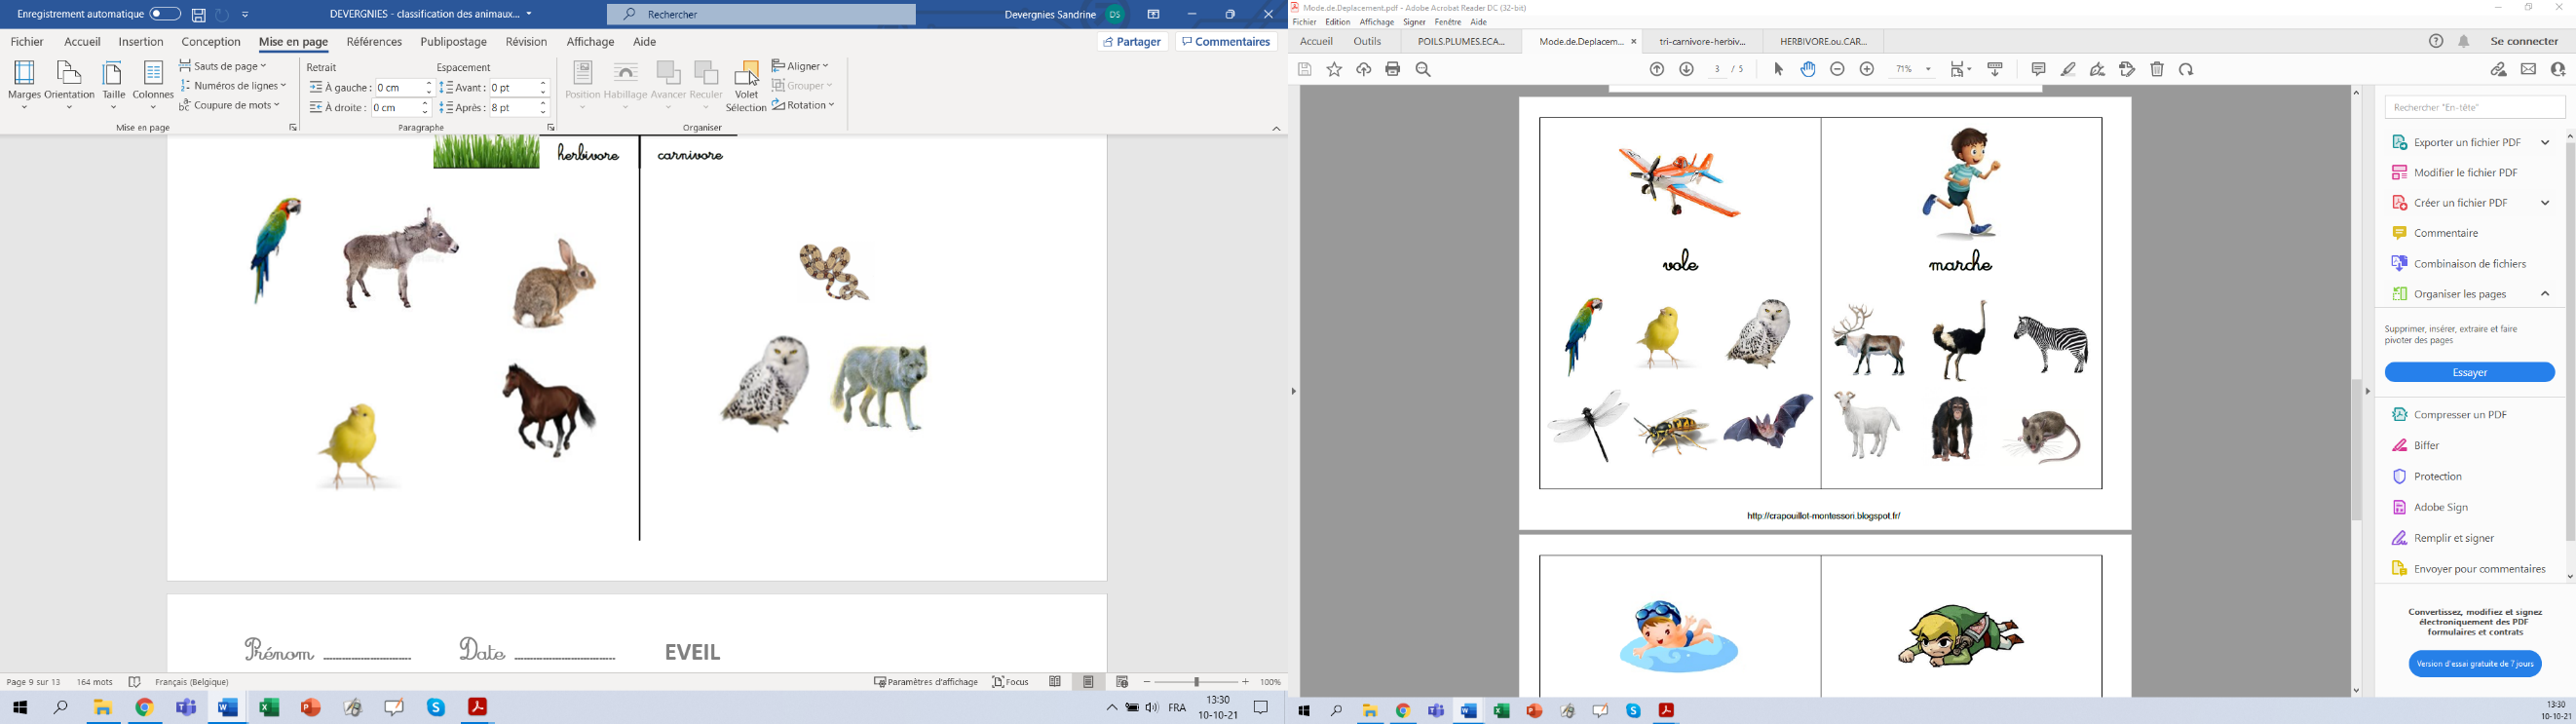 Enregistrement automatique
DEVERGNIES - classification des animaux...
Rechercher
Devergnies Sandrine
DS
Fichier Accueil Insertion Conception Mise en page Références Publipostage Révision Affichage Aide
Partager
Commentaires
Marges Orientation Taille Colonnes
Sauts de page
Numéros de lignes
Coupure de mots
Mise en page
Retrait
À gauche : 0 cm
À droite : 0 cm
Espacement
Avant : 0 pt
Après : 8 pt
Paragraphe
Position Habillage Avancer Reculer Volet Sélection
Aligner
Grouper
Rotation
Organiser
herbivore
carnivore
Prénom
Date
EVEIL
Page 9 sur 13 164 mots Français (Belgique)
Paramètres d'affichage Focus 100%
FRA
13:30
10-10-21
Mode.de.Deplacement.pdf - Adobe Acrobat Reader DC (32-bit)
Fichier Edition Affichage Signer Fenêtre Aide
Accueil Outils POILS.PLUMES.ECA... Mode.de.Deplacem... tri-carnivore-herbiv... HERBIVORE.ou.CAR...
Se connecter
3 / 5
71%
vole
marche
http://crapouillot-montessori.blogspot.fr/
Rechercher "En-tête"
Exporter un fichier PDF
Modifier le fichier PDF
Créer un fichier PDF
Commentaire
Combinaison de fichiers
Organiser les pages
Supprimer, insérer, extraire et faire
pivoter des pages
Essayer
Compresser un PDF
Biffer
Protection
Adobe Sign
Remplir et signer
Envoyer pour commentaires
Convertissez, modifiez et signez
électroniquement des PDF
formulaires et contrats
Version d'essai gratuite de 7 jours
13:30
10-10-21